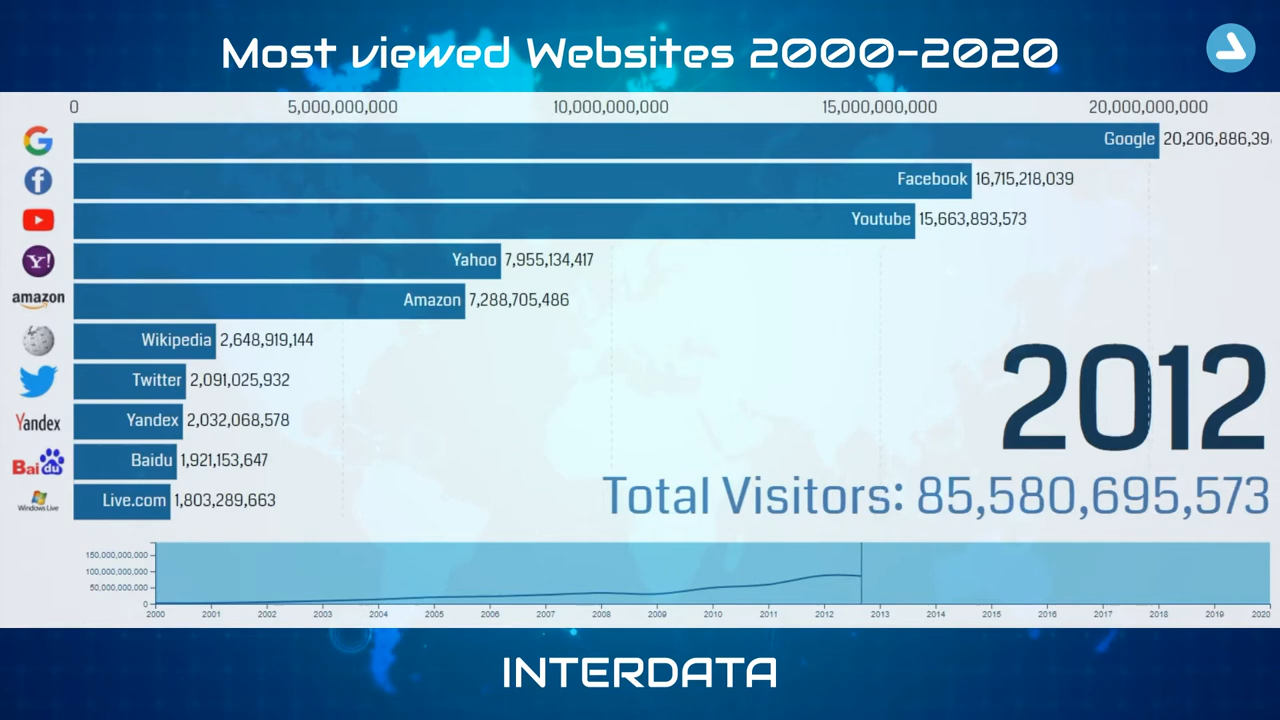 Most viewed Websites 2000-2020
0 5,000,000,000 10,000,000,000 15,000,000,000 20,000,000,000
Google 20,206,886,39
Facebook 16,715,218,039
Youtube 15,663,893,573
Y! Yahoo 7,955,134,417
amazon Amazon 7,288,705,486
Wikipedia 2,648,919,144
Twitter 2,091,025,932
Yandex Yandex 2,032,068,578
Baidu Baidu 1,921,153,647
Windows Live Live.com 1,803,289,663
2012
Total Visitors: 85,580,695,573
150,000,000,000
100,000,000,000
50,000,000,000
0
2000 2001 2002 2003 2004 2005 2006 2007 2008 2009 2010 2011 2012 2013 2014 2015 2016 2017 2018 2019 2020
INTERDATA